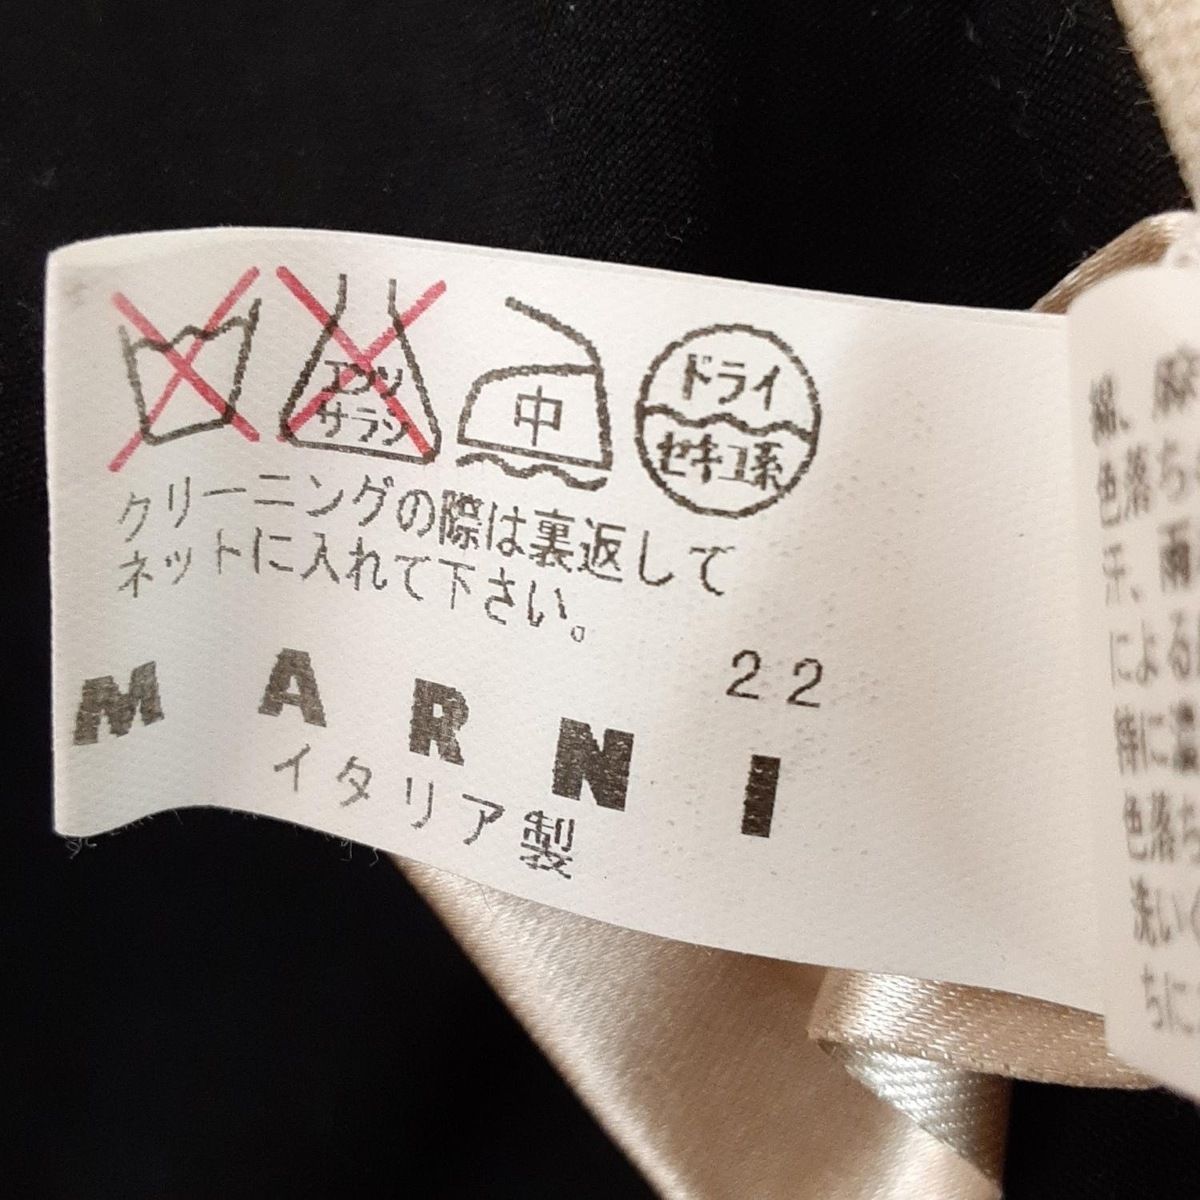 エンソ
サラシ
中
ドライ
セキユ系
クリーニングの際は裏返して
ネットに入れて下さい。
22
MARNI
イタリア製
綿、麻
色落ち
汗、雨
による
特に濃
色落ち
洗い
ちに